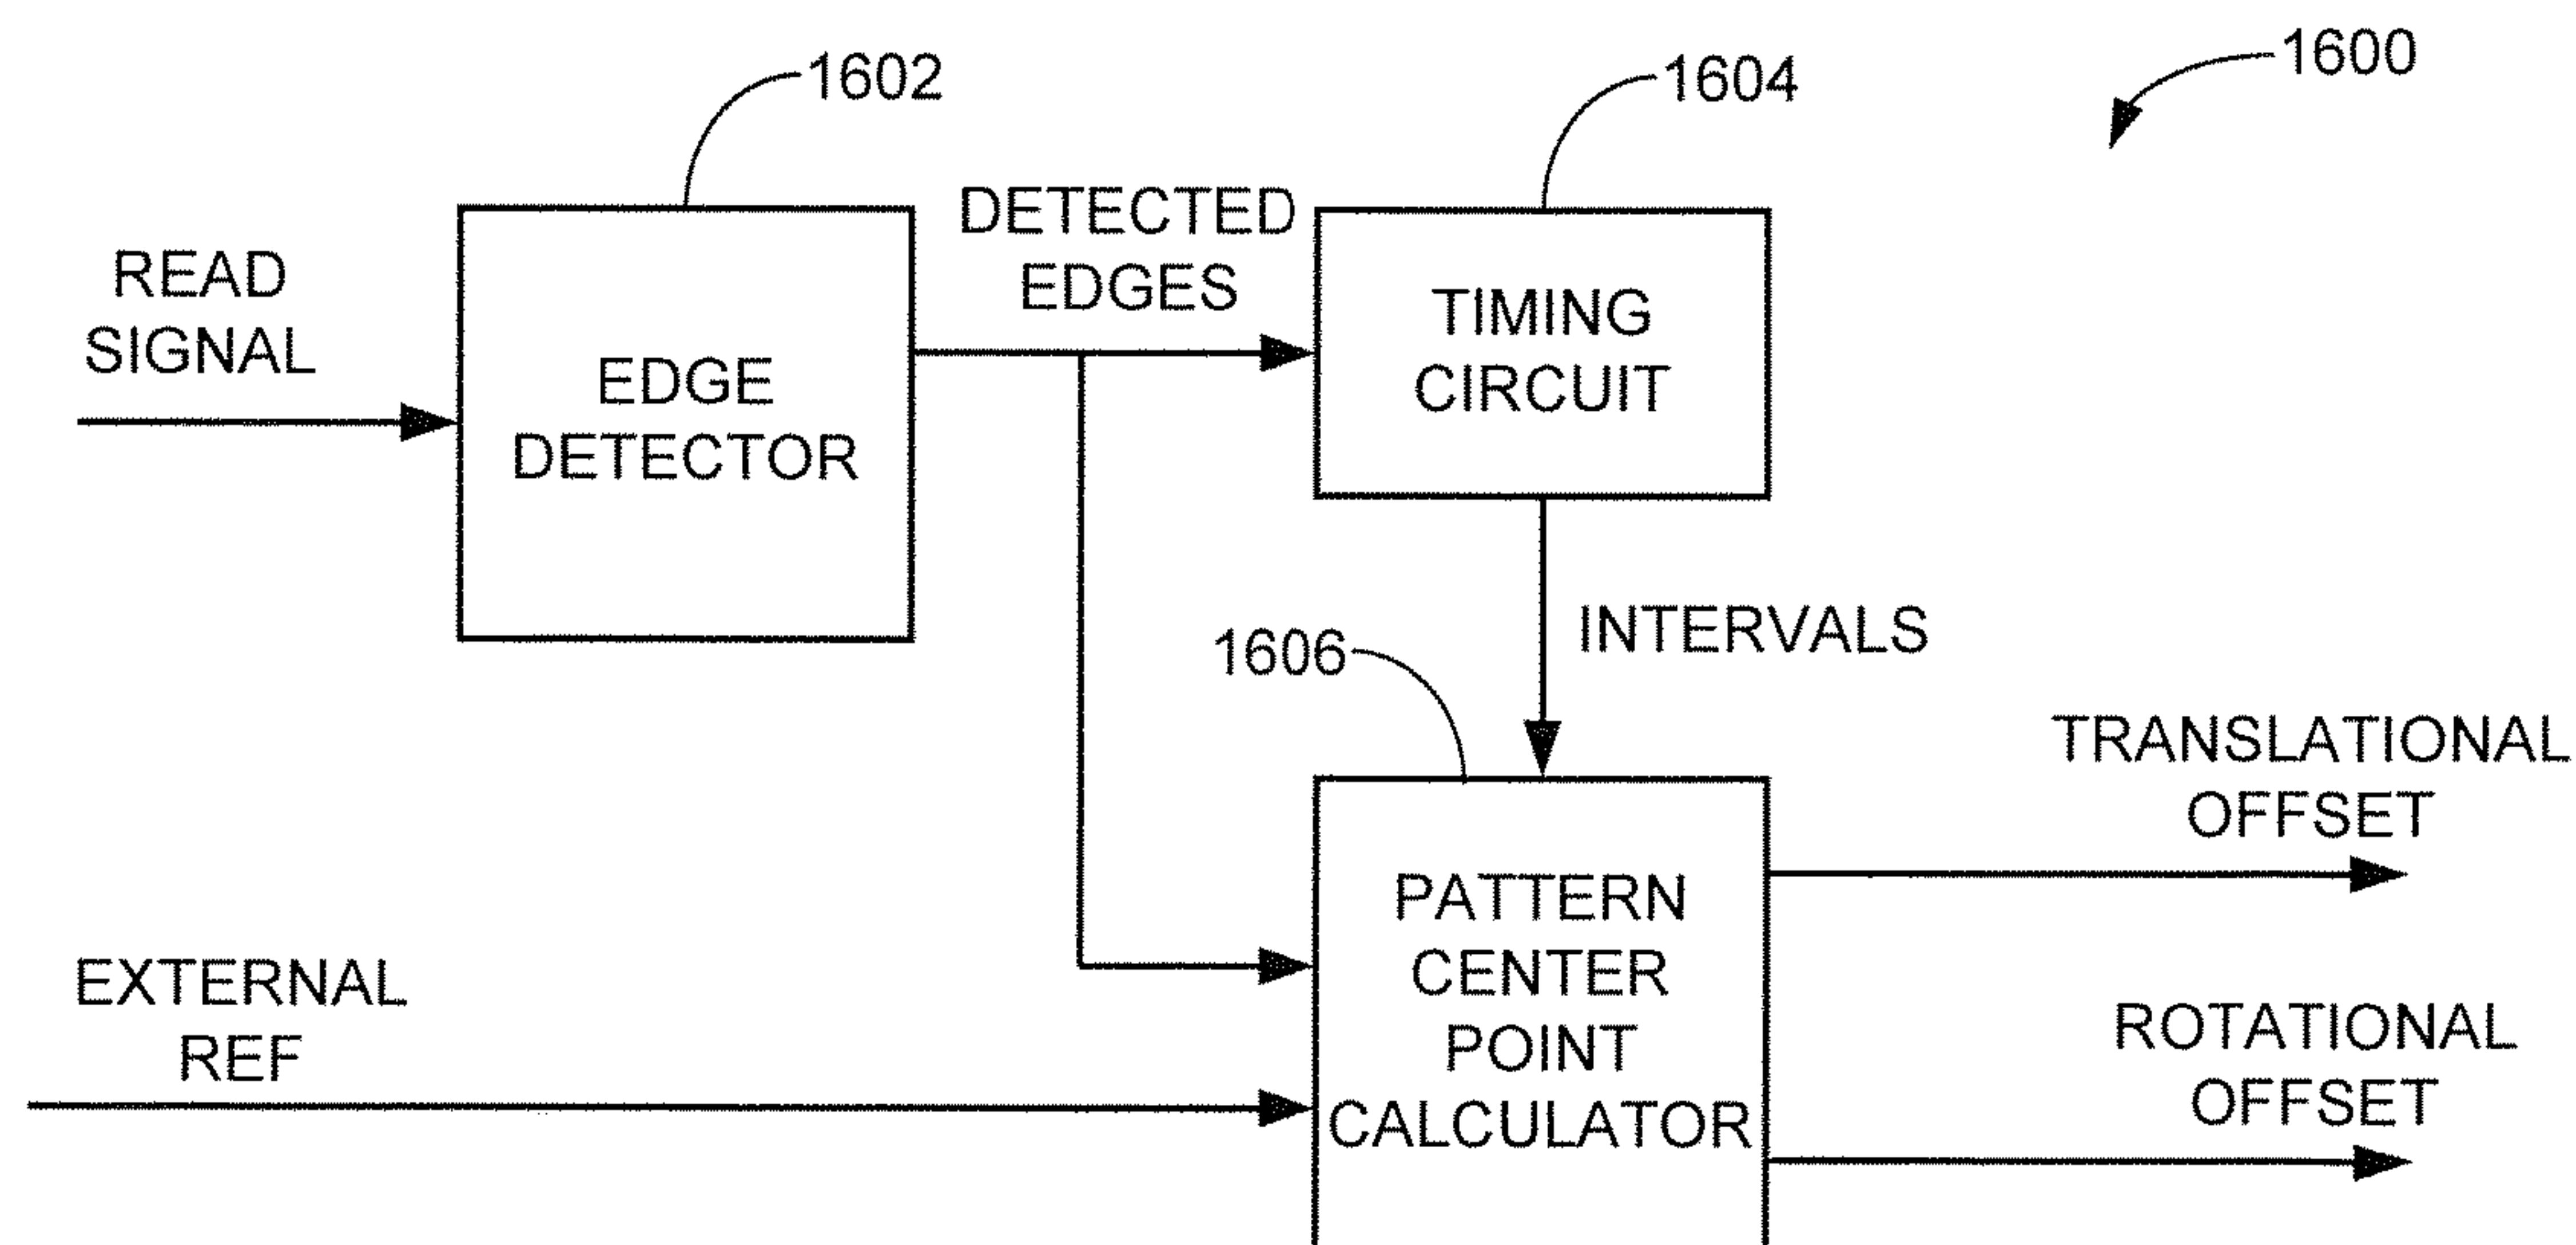 1602
1604
1600
READ
SIGNAL
EDGE
DETECTOR
DETECTED
EDGES
TIMING
CIRCUIT
INTERVALS
1606
EXTERNAL
REF
PATTERN
CENTER
POINT
CALCULATOR
TRANSLATIONAL
OFFSET
ROTATIONAL
OFFSET